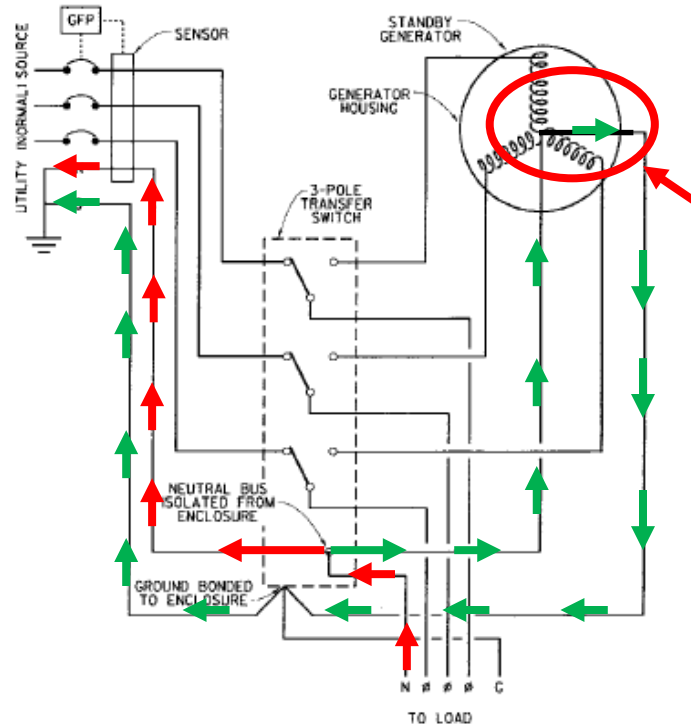 GFP
SENSOR
STANDBY
GENERATOR
GENERATOR
HOUSING
UTILITY (NORMAL) SOURCE
3-POLE
TRANSFER
SWITCH
NEUTRAL BUS
ISOLATED FROM
ENCLOSURE
GROUND BONDED
TO ENCLOSURE
N ø ø ø G
TO LOAD